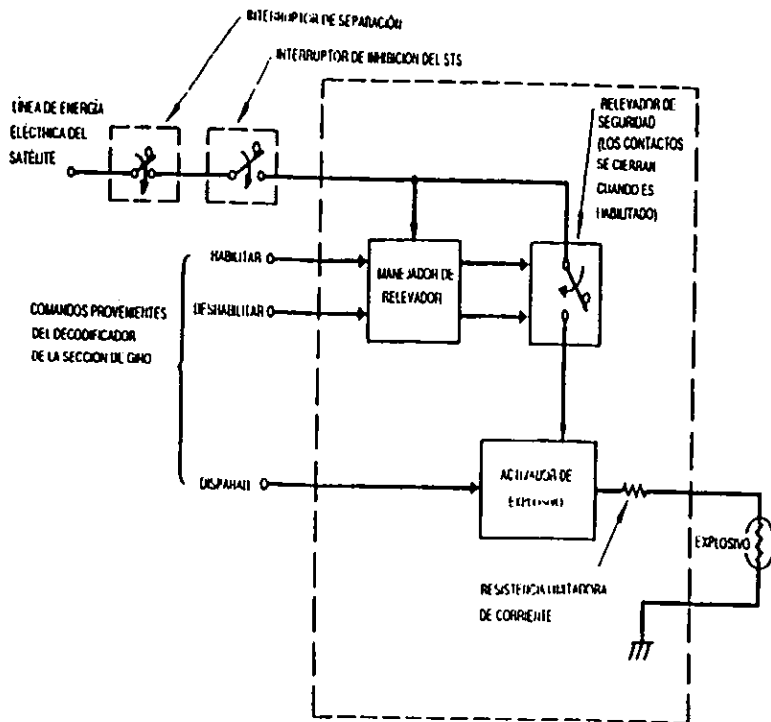 INTERRUPTOR DE SEPARACIÓN
INTERRUPTOR DE INHIBICION DEL STS
LÍNEA DE ENERGÍA
ELÉCTRICA DEL
SATÉLITE
RELEVADOR DE
SEGURIDAD
(LOS CONTACTOS
SE CIERRAN
CUANDO ES
HABILITADO)
HABILITAR
MANEJADOR DE
RELEVADOR
DESHABILITAR
COMANDOS PROVENIENTES
DEL DECODIFICADOR
DE LA SECCION DE GIRO
DISPARAR
ACTIVADOR DE
EXPLOSIVO
EXPLOSIVO
RESISTENCIA LIMITADORA
DE CORRIENTE